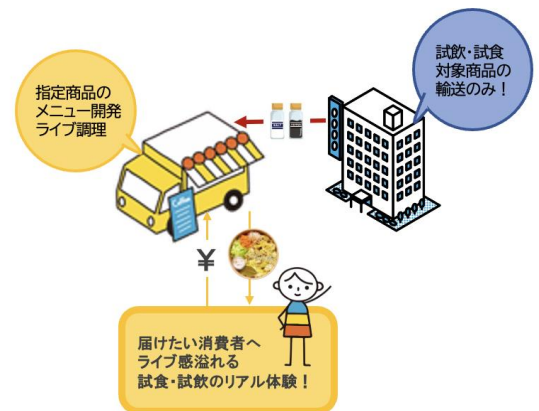 試飲・試食
対象商品の
輸送のみ！
指定商品の
メニュー開発
ライブ調理
¥
届けたい消費者へ
ライブ感溢れる
試食・試飲のリアル体験！